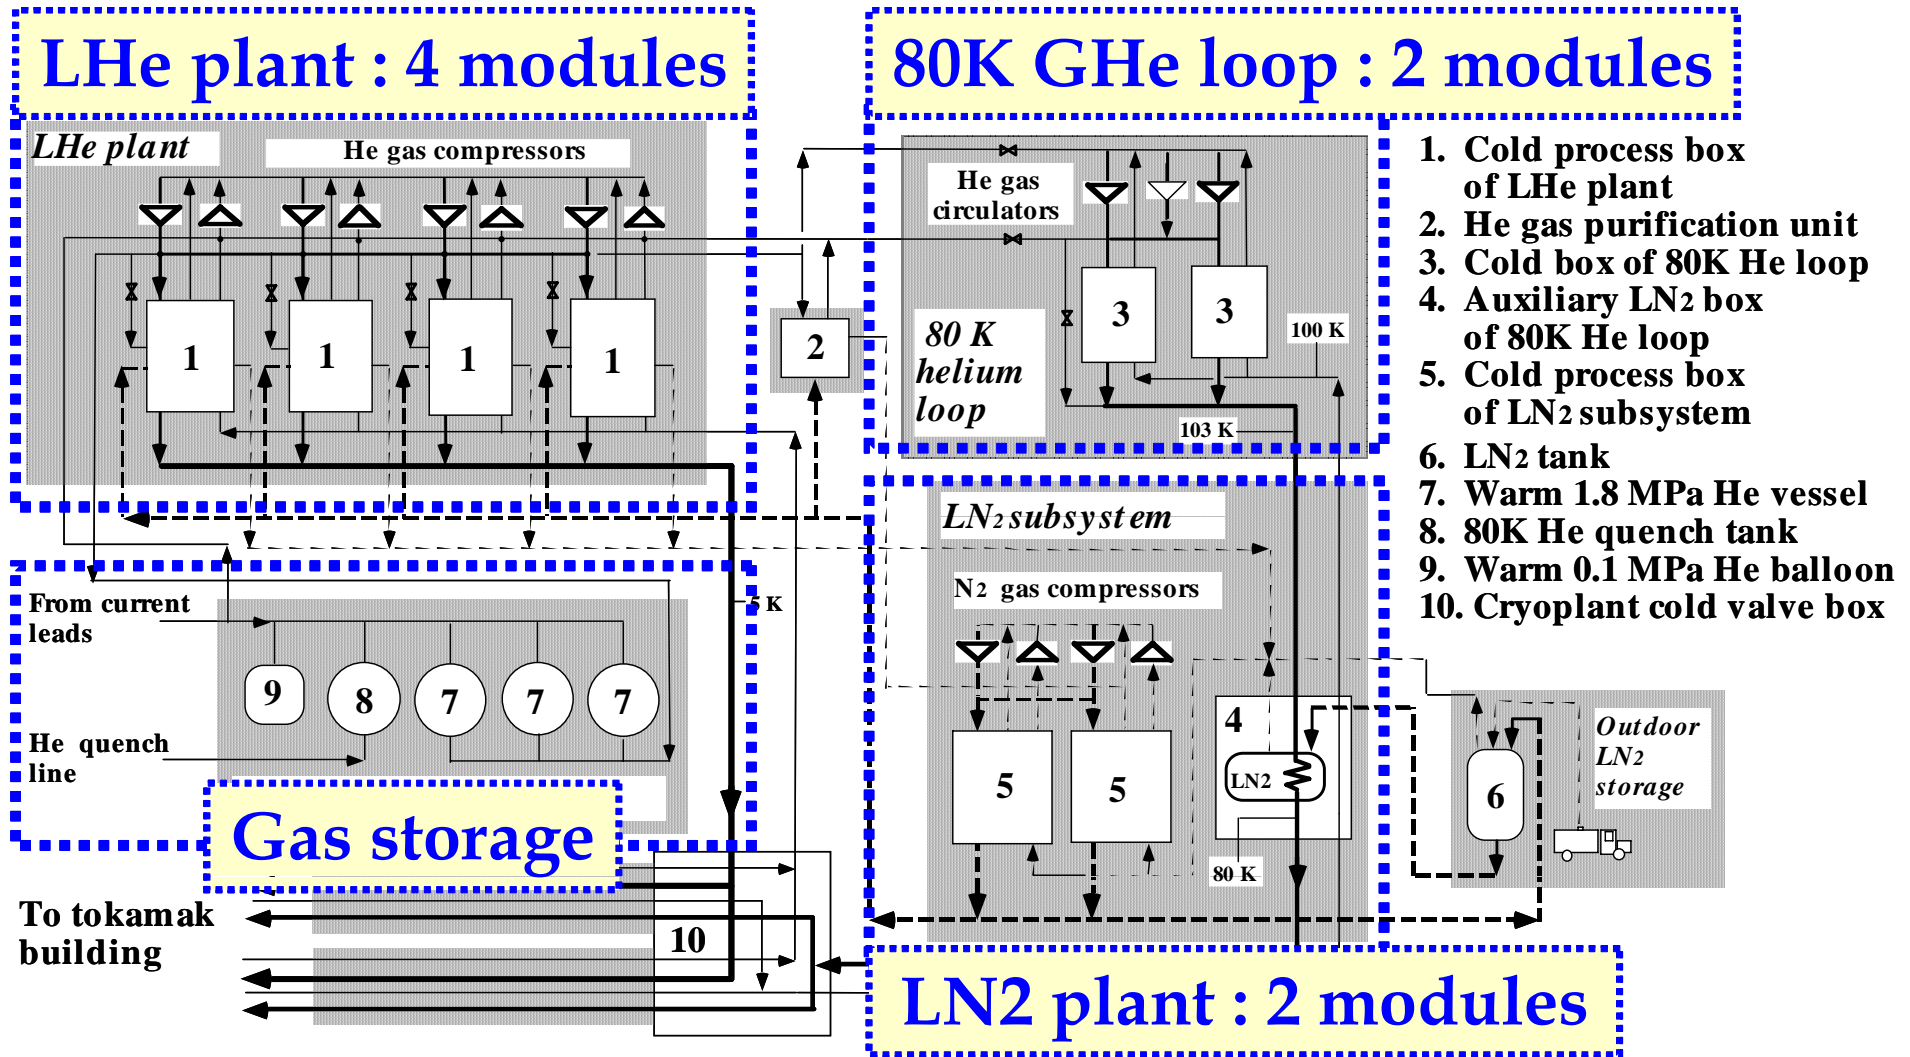 LHe plant : 4 modules
80K GHe loop : 2 modules
LHe plant
He gas compressors
1
1
1
1
2
He gas
circulators
3
3
80 K
helium
loop
100 K
103 K
1. Cold process box
of LHe plant
2. He gas purification unit
3. Cold box of 80K He loop
4. Auxiliary LN2 box
of 80K He loop
5. Cold process box
of LN2 subsystem
6. LN2 tank
7. Warm 1.8 MPa He vessel
8. 80K He quench tank
9. Warm 0.1 MPa He balloon
10. Cryoplant cold valve box
From current
leads
5 K
9
8
7
7
7
He quench
line
Gas storage
To tokamak
building
10
LN2 subsystem
N2 gas compressors
5
5
4
LN2
80 K
6
Outdoor
LN2
storage
LN2 plant : 2 modules